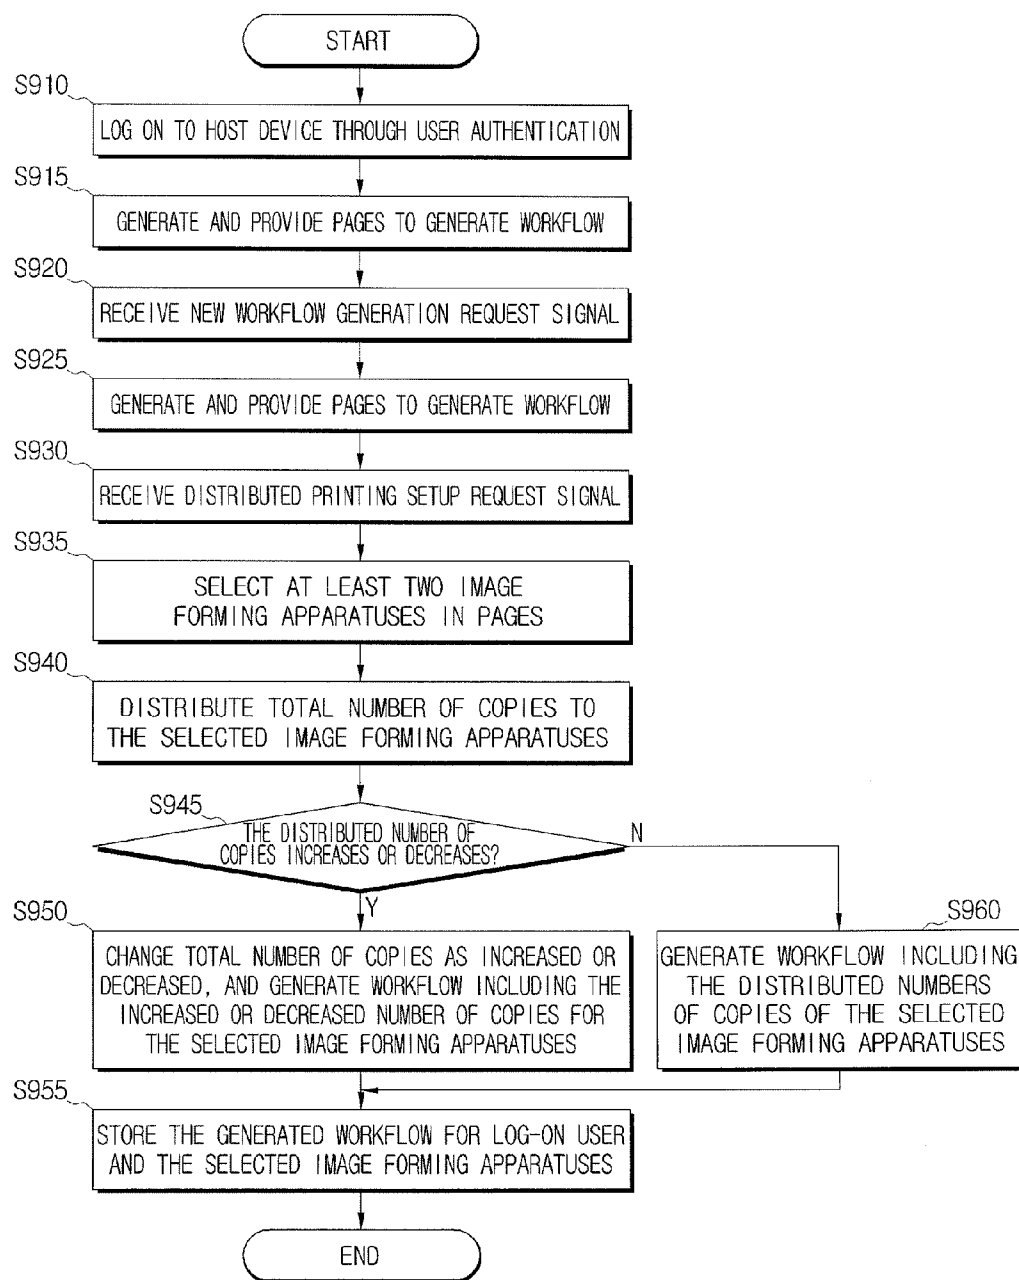 START
S910
LOG ON TO HOST DEVICE THROUGH USER AUTHENTICATION
S915
GENERATE AND PROVIDE PAGES TO GENERATE WORKFLOW
S920
RECEIVE NEW WORKFLOW GENERATION REQUEST SIGNAL
S925
GENERATE AND PROVIDE PAGES TO GENERATE WORKFLOW
S930
RECEIVE DISTRIBUTED PRINTING SETUP REQUEST SIGNAL
S935
SELECT AT LEAST TWO IMAGE
FORMING APPARATUSES IN PAGES
S940
DISTRIBUTE TOTAL NUMBER OF COPIES TO
THE SELECTED IMAGE FORMING APPARATUSES
S945
THE DISTRIBUTED NUMBER OF
COPIES INCREASES OR DECREASES?
N
Y
S950
CHANGE TOTAL NUMBER OF COPIES AS INCREASED OR
DECREASED, AND GENERATE WORKFLOW INCLUDING THE
INCREASED OR DECREASED NUMBER OF COPIES FOR
THE SELECTED IMAGE FORMING APPARATUSES
S960
GENERATE WORKFLOW INCLUDING
THE DISTRIBUTED NUMBERS
OF COPIES OF THE SELECTED
IMAGE FORMING APPARATUSES
S955
STORE THE GENERATED WORKFLOW FOR LOG-ON USER
AND THE SELECTED IMAGE FORMING APPARATUSES
END